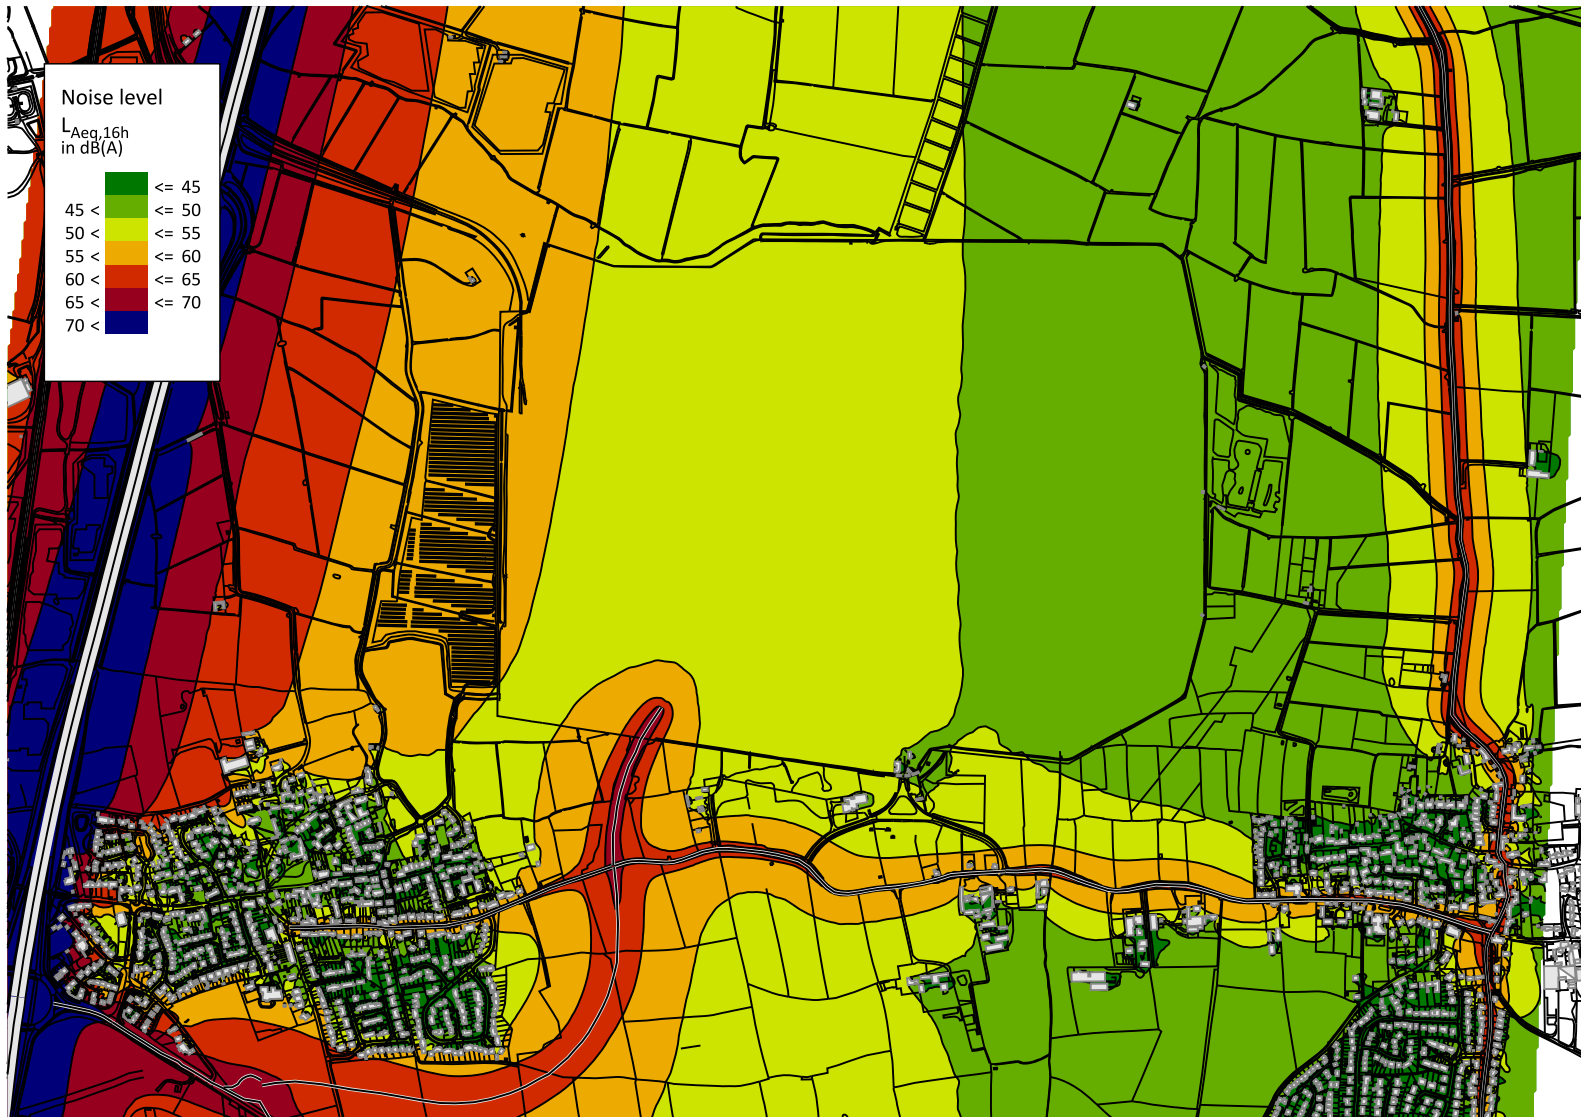 Noise level
LAeq,16h
in dB(A)
<= 45
45 < <= 50
50 < <= 55
55 < <= 60
60 < <= 65
65 < <= 70
70 <